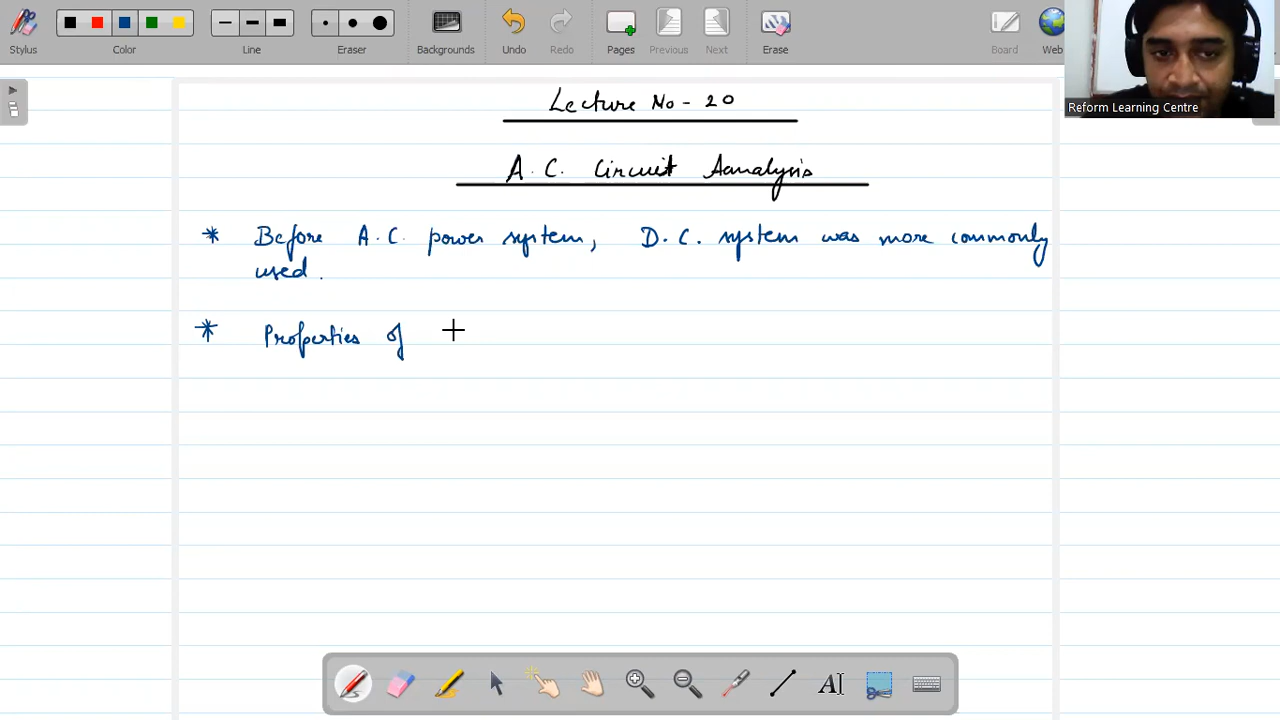 Stylus Color Line Eraser Backgrounds Undo Redo Pages Previous Next Erase Board Web
Reform Learning Centre
Lecture No - 20
A.C. Circuit Aanalysis
* Before A.C. power system, D.C. system was more commonly
used.
* Properties of